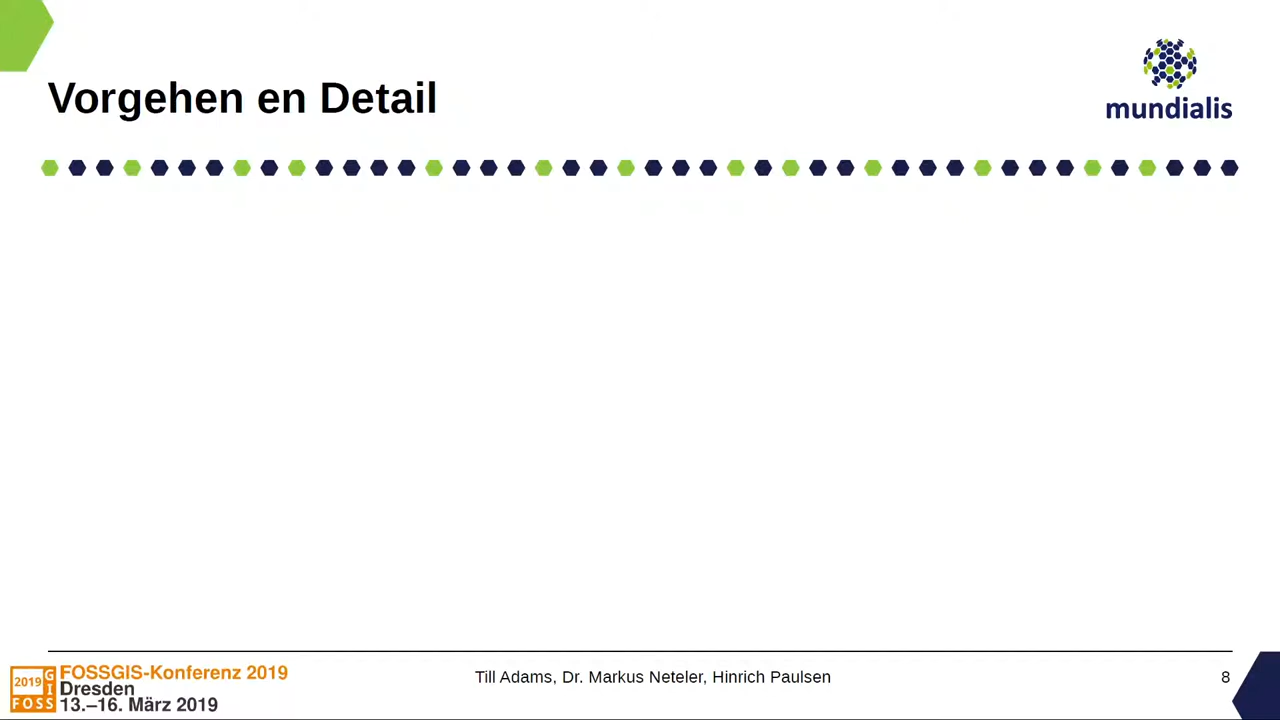 Vorgehen en Detail
mundialis
FOSSGIS-Konferenz 2019
Dresden
13.–16. März 2019
2019
GIS
FOSS
Till Adams, Dr. Markus Neteler, Hinrich Paulsen
8